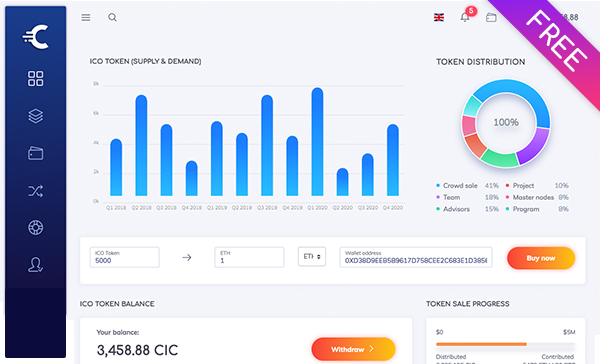 5
58.88
FREE
ICO TOKEN (SUPPLY & DEMAND)
TOKEN DISTRIBUTION
8k
6k
4k
2k
0k
Q1 2018 Q2 2018 Q3 2018 Q4 2018 Q1 2019 Q2 2019 Q3 2019 Q4 2019 Q1 2020 Q2 2020 Q3 2020 Q4 2020
100%
Crowd sale 41% Project 10%
Team 18% Master nodes 8%
Advisors 15% Program 8%
ICO Token
5000
ETH
1
ETH
Wallet address
Buy now
ICO TOKEN BALANCE
TOKEN SALE PROGRESS
Your balance:
3,458.88 CIC
Withdrew
$0 $5M
Distributed Contributed